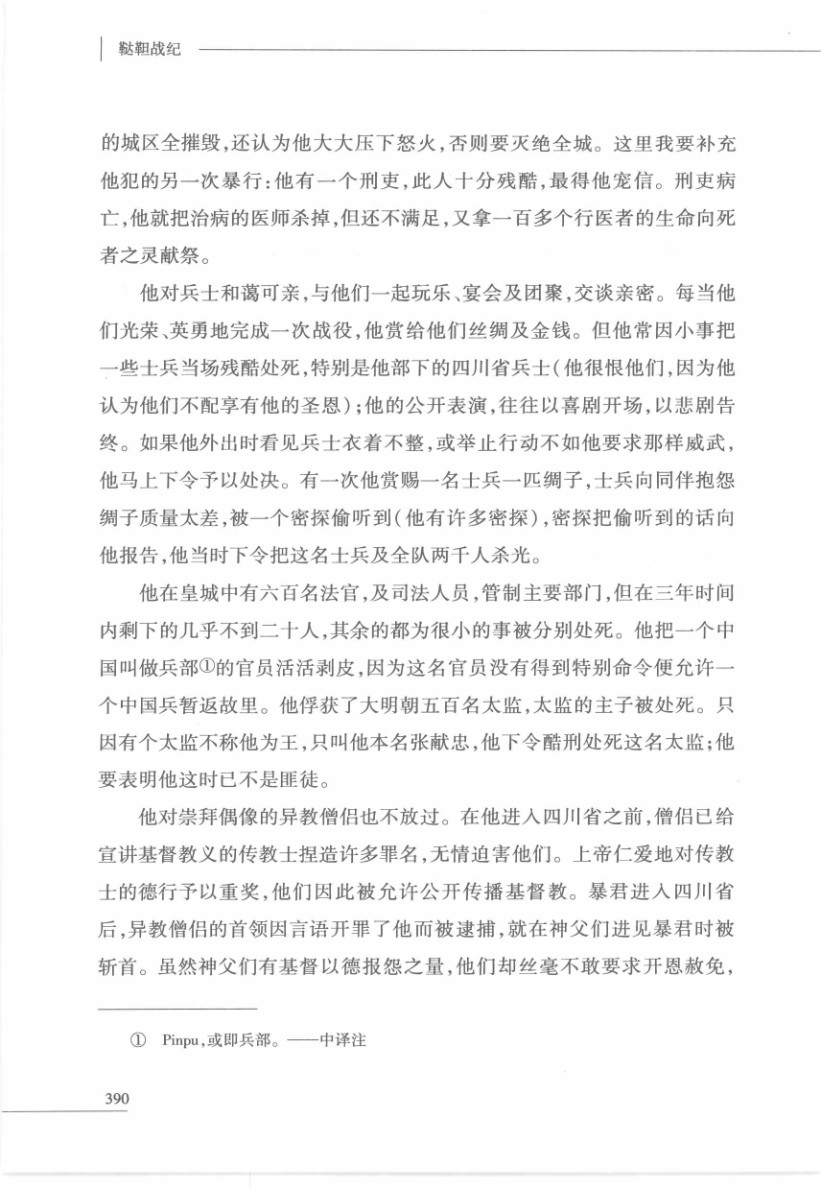 鞑靼战纪
的城区全摧毁,还认为他大大压下怒火,否则要灭绝全城。这里我要补充
他犯的另一次暴行:他有一个刑吏,此人十分残酷,最得他宠信。刑吏病
亡,他就把治病的医师杀掉,但还不满足,又拿一百多个行医者的生命向死
者之灵献祭。
他对兵士和蔼可亲,与他们一起玩乐、宴会及团聚,交谈亲密。每当他
们光荣、英勇地完成一次战役,他赏给他们丝绸及金钱。但他常因小事把
一些士兵当场残酷处死,特别是他部下的四川省兵士(他很恨他们,因为他
认为他们不配享有他的圣恩);他的公开表演,往往以喜剧开场,以悲剧告
终。如果他外出时看见兵士衣着不整,或举止行动不如他要求那样威武,
他马上下令予以处决。有一次他赏赐一名士兵一匹绸子,士兵向同伴抱怨
绸子质量太差,被一个密探偷听到(他有许多密探),密探把偷听到的话向
他报告,他当时下令把这名士兵及全队两千人杀光。
他在皇城中有六百名法官,及司法人员,管制主要部门,但在三年时间
内剩下的几乎不到二十人,其余的都为很小的事被分别处死。他把一个中
国叫做兵部①的官员活活剥皮,因为这名官员没有得到特别命令便允许一
个中国兵暂返故里。他俘获了大明朝五百名太监,太监的主子被处死。只
因有个太监不称他为王,只叫他本名张献忠,他下令酷刑处死这名太监;他
要表明他这时已不是匪徒。
他对崇拜偶像的异教僧侣也不放过。在他进入四川省之前,僧侣已给
宣讲基督教义的传教士捏造许多罪名,无情迫害他们。上帝仁爱地对传教
士的德行予以重奖,他们因此被允许公开传播基督教。暴君进入四川省
后,异教僧侣的首领因言语开罪了他而被逮捕,就在神父们进见暴君时被
斩首。虽然神父们有基督以德报怨之量,他们却丝毫不敢要求开恩赦免,
① Pinpu,或即兵部。——中译注
390